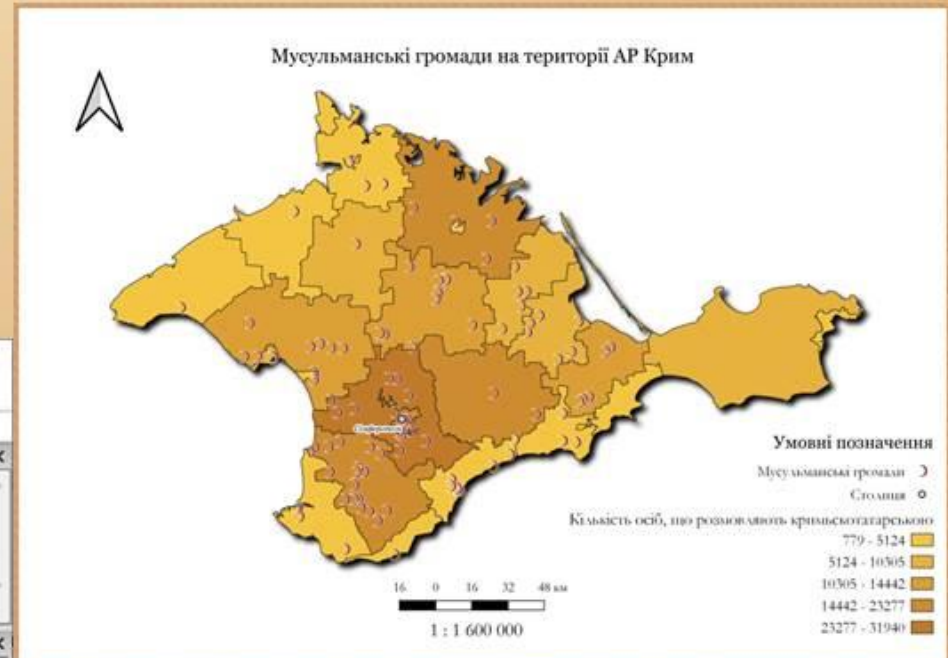 Мусульманські громади на території АР Крим
Сімферополь
Умовні позначення
Мусульманські громади
Столиця
Кількість осіб, що розмовляють кримськотатарською
779 - 5124
5124 - 10305
10305 - 14442
14442 - 23277
23277 - 31940
16 0 16 32 48 км
1 : 1 600 000